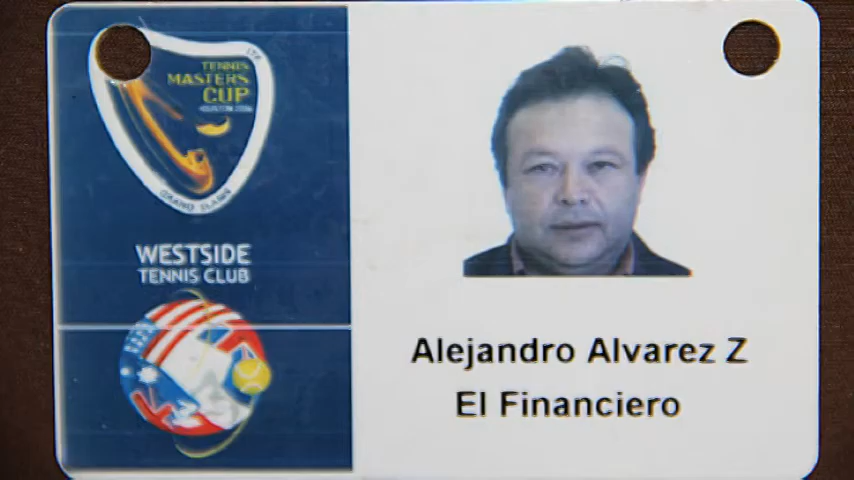 TENNIS
MASTERS
CUP
WESTSIDE
TENNIS CLUB
Alejandro Alvarez Z
El Financiero